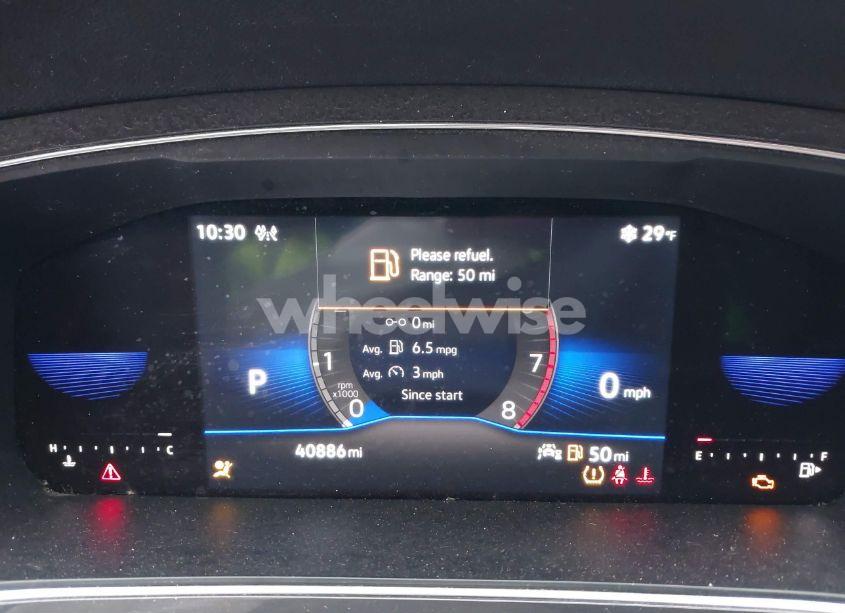 10:30
29°F
Please refuel.
Range: 50 mi
wheelwise
0 mi
Avg. 6.5 mpg
Avg. 3 mph
Since start
1
7
rpm
x1000
0
8
P
0 mph
40886 mi
50 mi
H C
E F